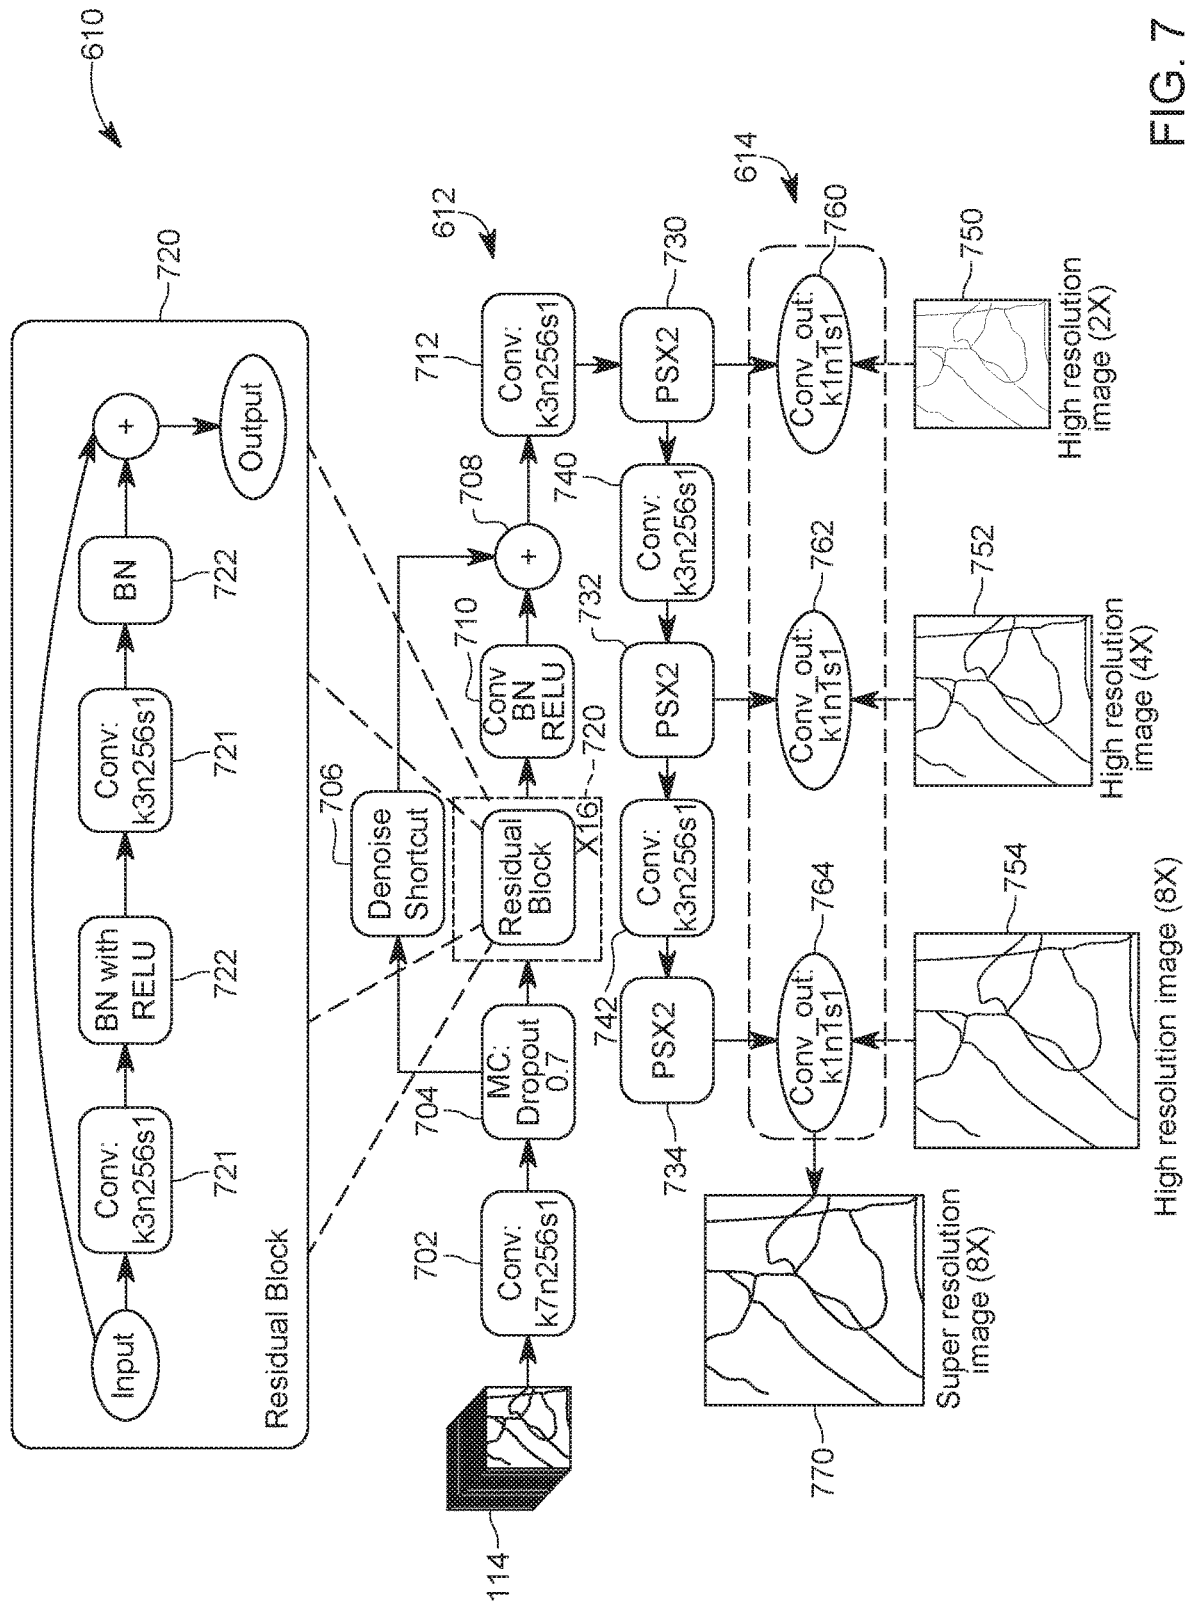 610
720
Input
Conv:
k3n256s1
721
BN with
RELU
722
Conv:
k3n256s1
721
BN
722
+
Output
Residual Block
612
114
Conv:
k7n256s1
702
MC:
Dropout
0.7
704
Denoise
Shortcut
706
Residual
Block
X16
720
Conv
BN
RELU
710
+
708
Conv:
k3n256s1
712
PSX2
730
Conv:
k3n256s1
740
PSX2
732
Conv:
k3n256s1
742
PSX2
734
614
Conv_out:
k1n1s1
760
Conv_out:
k1n1s1
762
Conv_out:
k1n1s1
764
750
High resolution
image (2X)
752
High resolution
image (4X)
754
High resolution image (8X)
770
Super resolution
image (8X)
FIG. 7